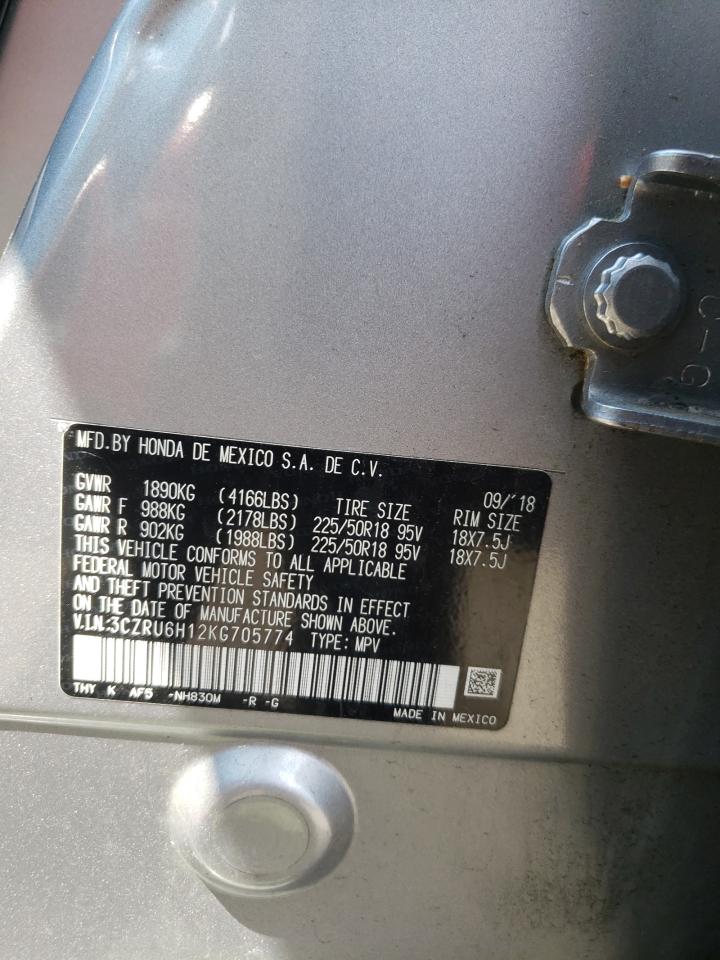 MFD.BY HONDA DE MEXICO S.A. DE C.V.
09/'18
GVWR 1890KG (4166LBS) TIRE SIZE RIM SIZE
GAWR F 988KG (2178LBS) 225/50R18 95V 18X7.5J
GAWR R 902KG (1988LBS) 225/50R18 95V 18X7.5J
THIS VEHICLE CONFORMS TO ALL APPLICABLE
FEDERAL MOTOR VEHICLE SAFETY
AND THEFT PREVENTION STANDARDS IN EFFECT
ON THE DATE OF MANUFACTURE SHOWN ABOVE.
V.I.N.:3CZRU6H12KG705774 TYPE: MPV
THY K AF5 -NH830M -R -G
MADE IN MEXICO